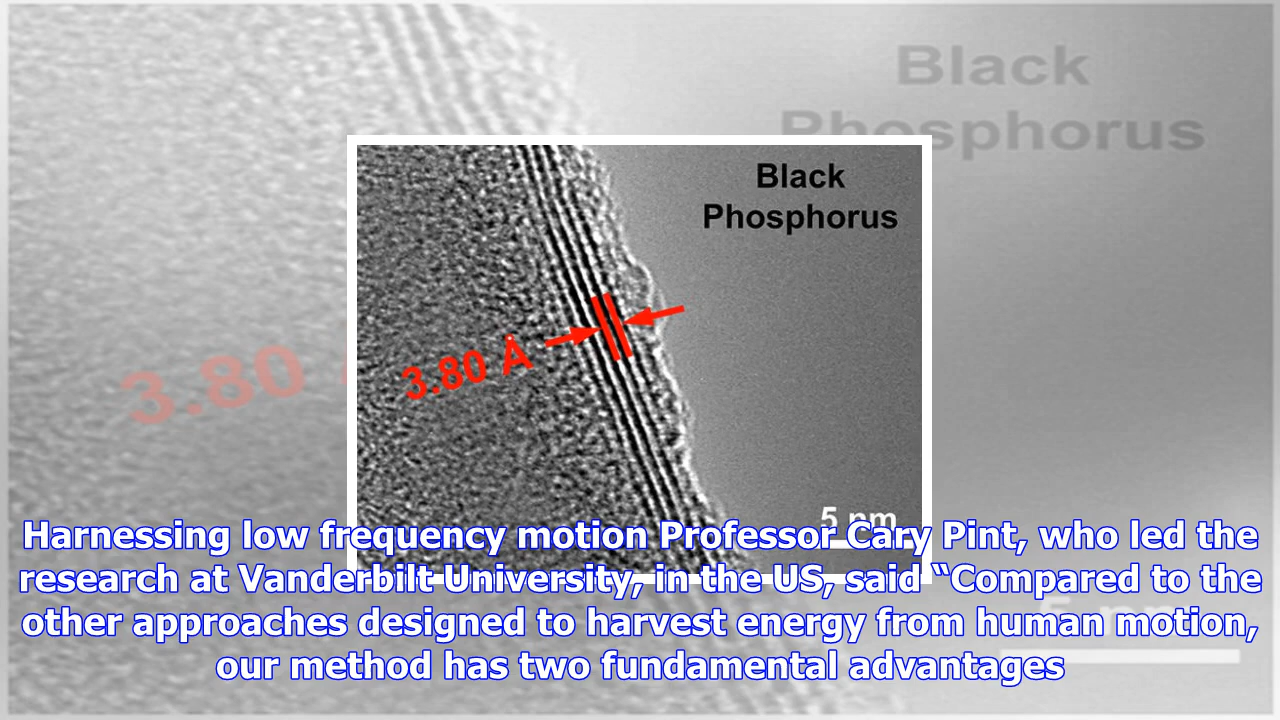 Black
Phosphorus
Black
Phosphorus
3.80 Å
3.80
5 nm
Harnessing low frequency motion Professor Cary Pint, who led the
research at Vanderbilt University, in the US, said “Compared to the
other approaches designed to harvest energy from human motion,
our method has two fundamental advantages